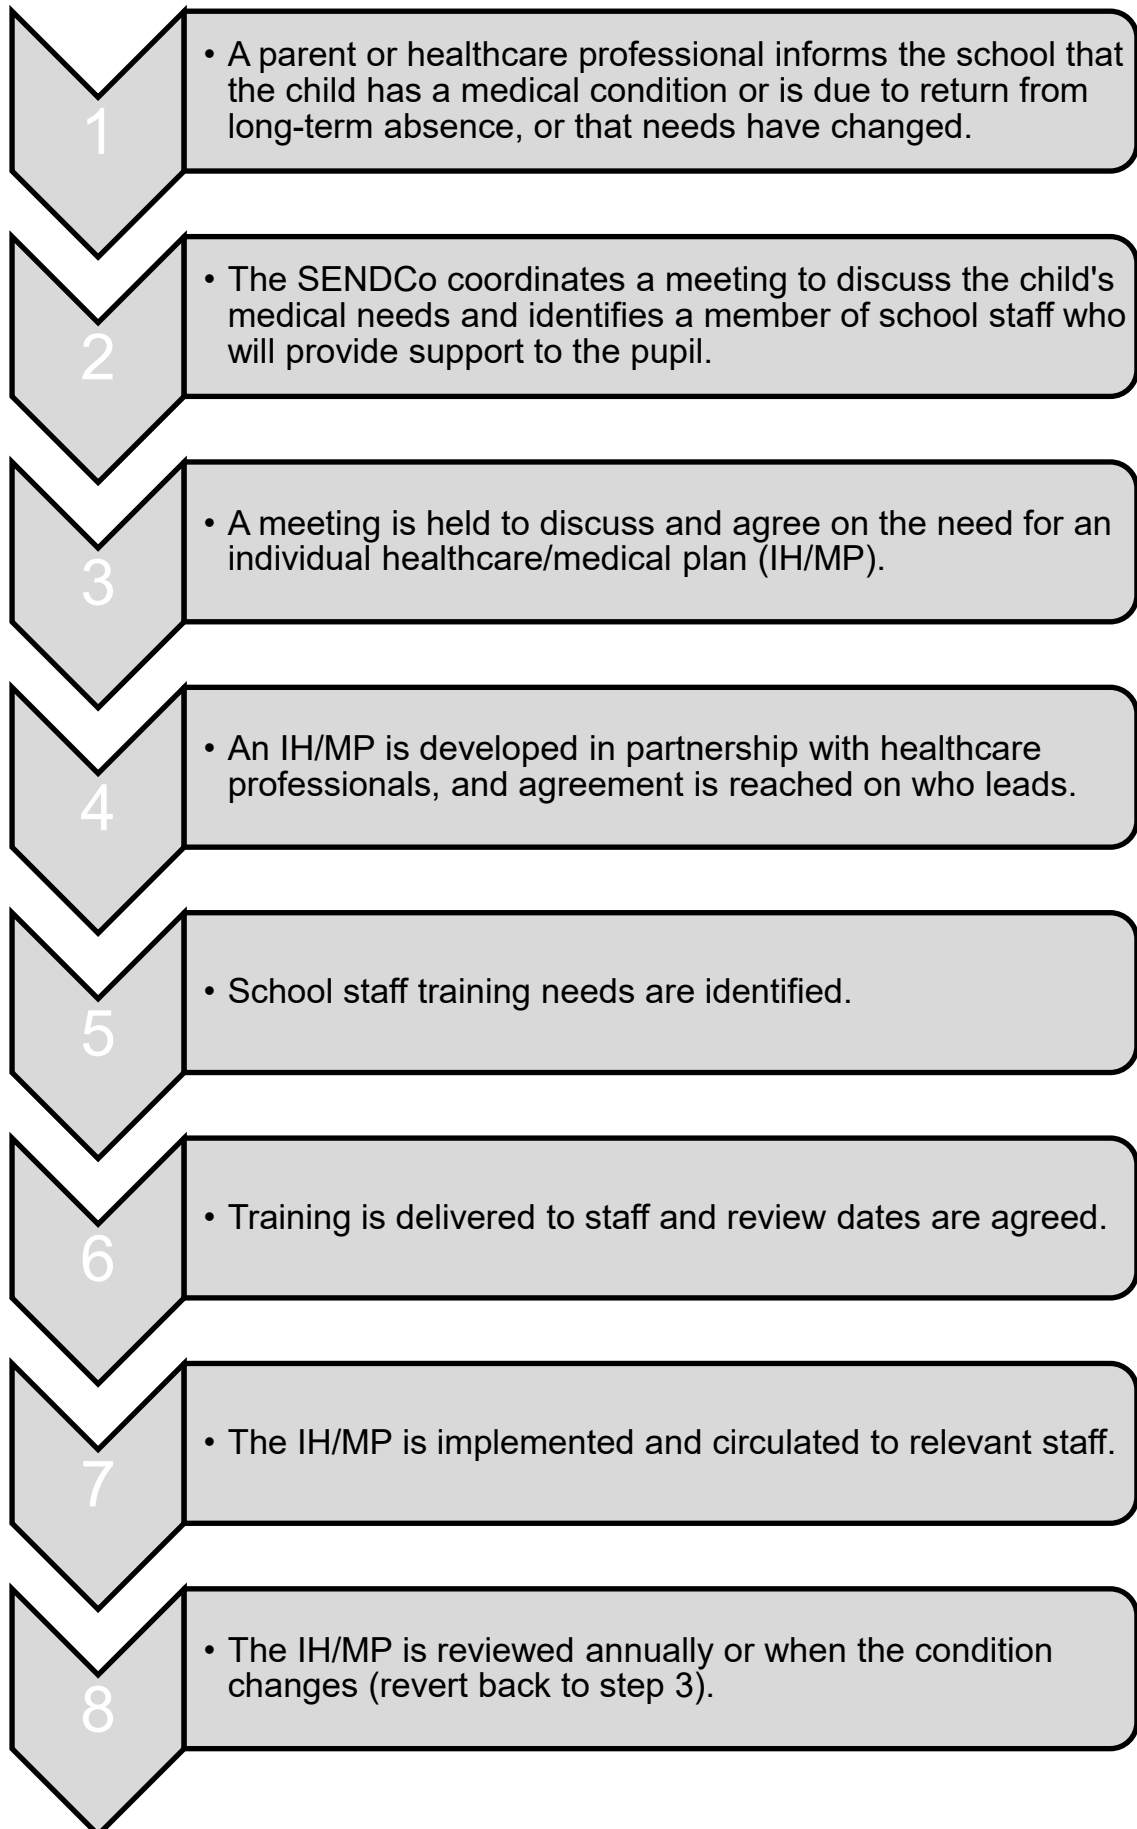 1
• A parent or healthcare professional informs the school that
the child has a medical condition or is due to return from
long-term absence, or that needs have changed.
2
• The SENDCo coordinates a meeting to discuss the child's
medical needs and identifies a member of school staff who
will provide support to the pupil.
3
• A meeting is held to discuss and agree on the need for an
individual healthcare/medical plan (IH/MP).
4
• An IH/MP is developed in partnership with healthcare
professionals, and agreement is reached on who leads.
5
• School staff training needs are identified.
6
• Training is delivered to staff and review dates are agreed.
7
• The IH/MP is implemented and circulated to relevant staff.
8
• The IH/MP is reviewed annually or when the condition
changes (revert back to step 3).